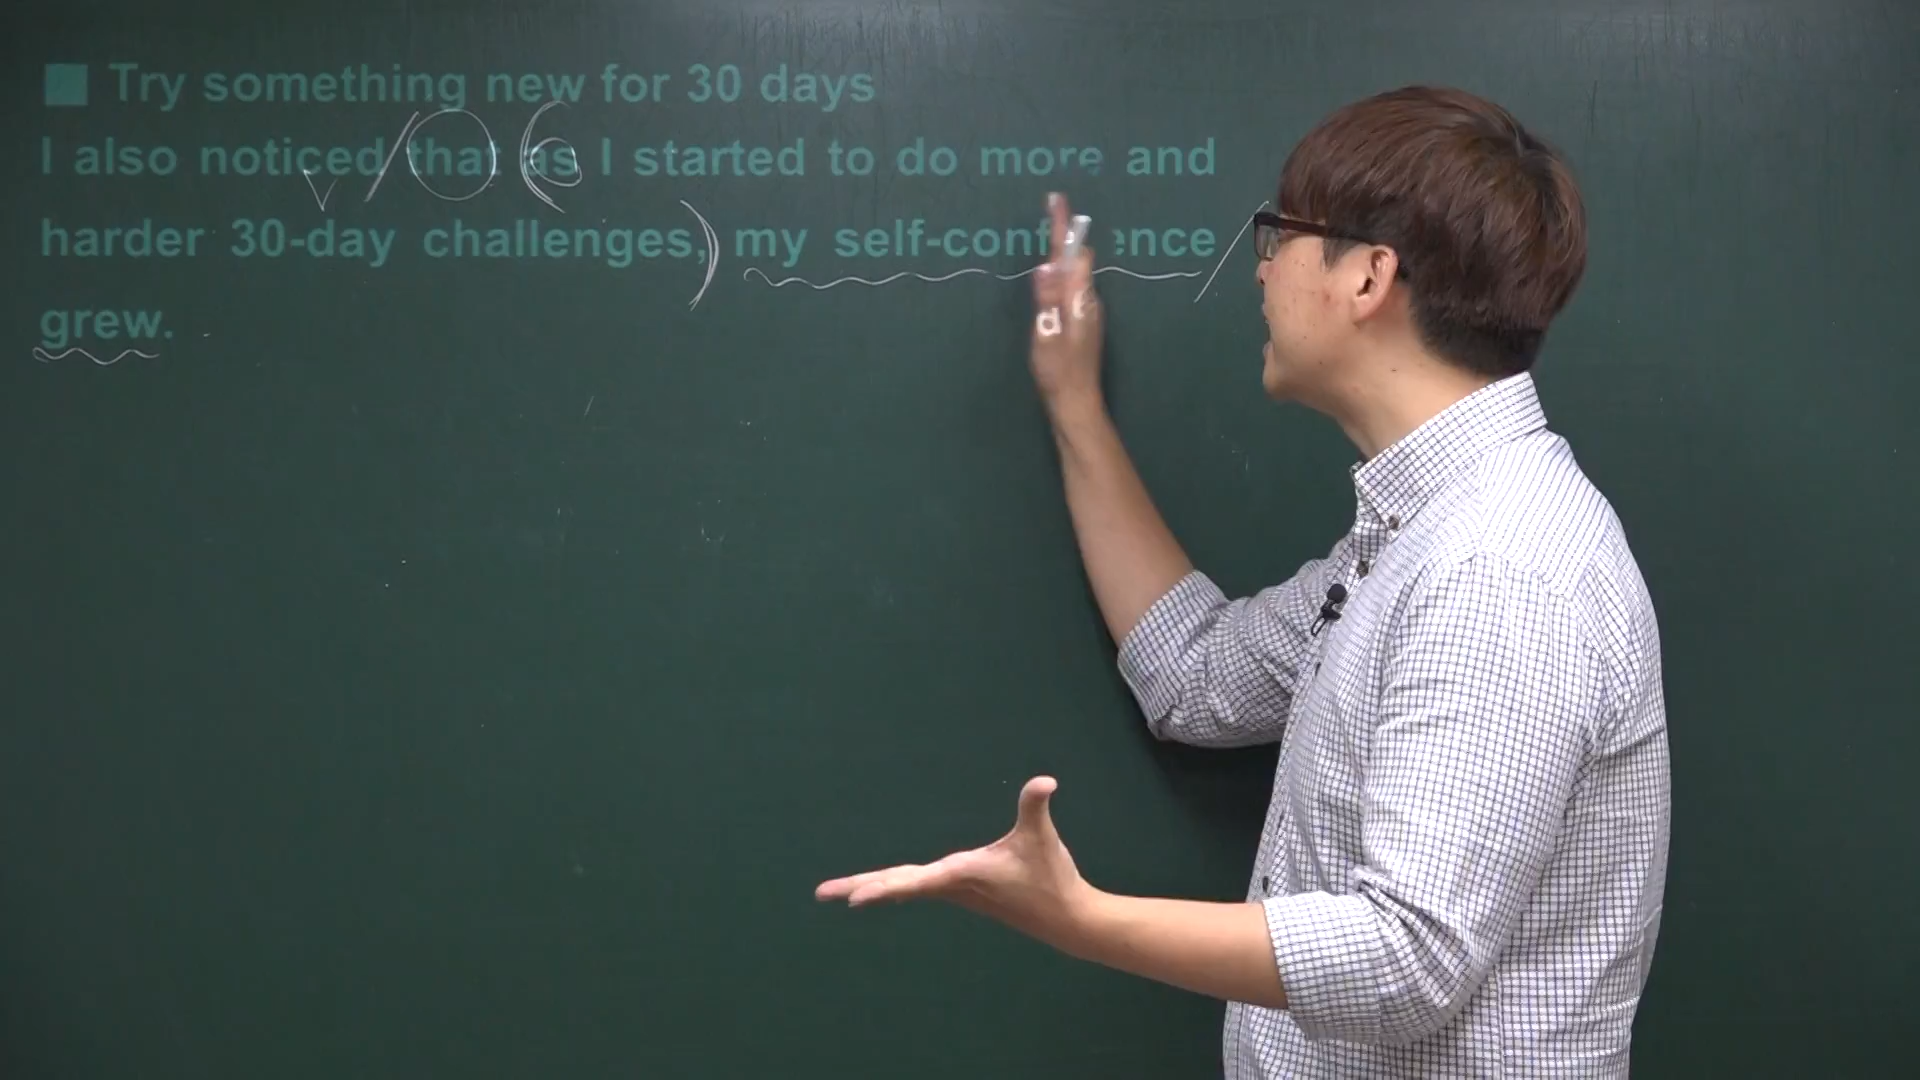 ■ Try something new for 30 days
I also noticed that as I started to do more and
harder 30-day challenges, my self-confidence
grew.